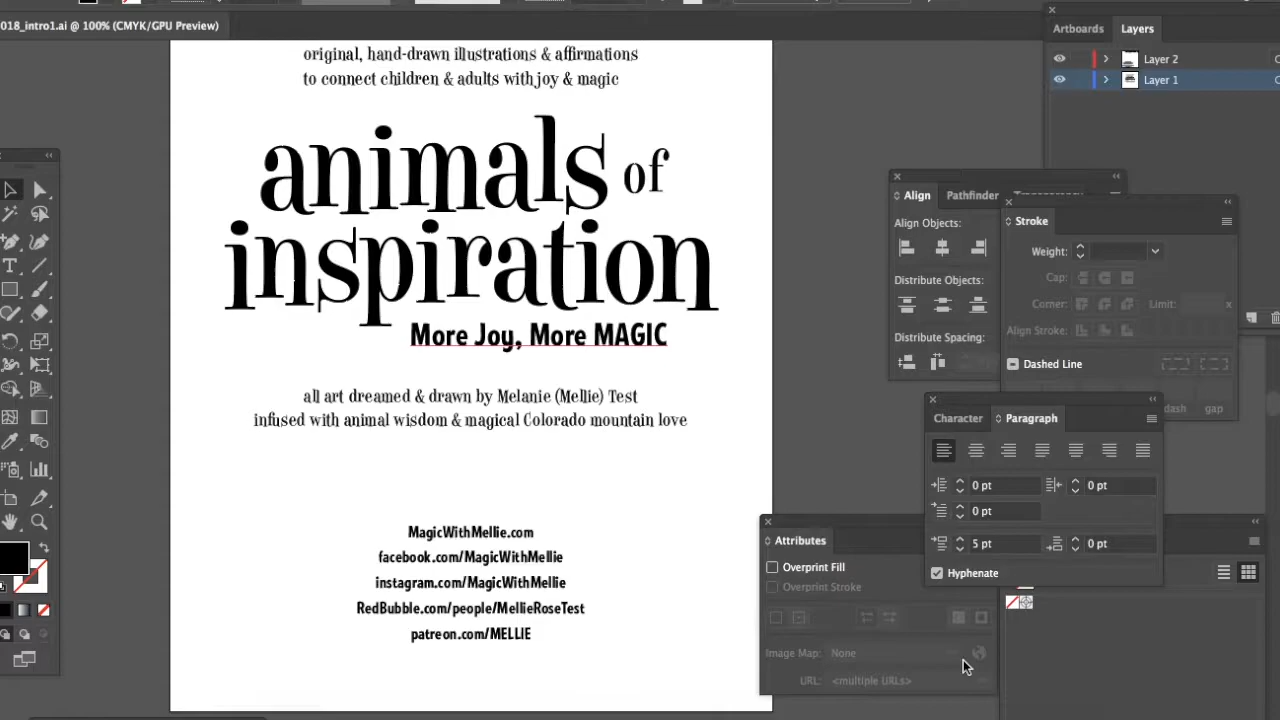 018_intro1.ai @ 100% (CMYK/GPU Preview)
original, hand-drawn illustrations & affirmations
to connect children & adults with joy & magic
animals of
inspiration
More Joy, More MAGIC
all art dreamed & drawn by Melanie (Mellie) Test
infused with animal wisdom & magical Colorado mountain love
MagicWithMellie.com
facebook.com/MagicWithMellie
instagram.com/MagicWithMellie
RedBubble.com/people/MellieRoseTest
patreon.com/MELLIE
Artboards Layers
Layer 2
Layer 1
Align Pathfinder Transparency
Align Objects:
Distribute Objects:
Distribute Spacing:
Stroke
Weight:
Cap:
Corner: Limit: x
Align Stroke:
Dashed Line
dash gap
Character Paragraph
0 pt 0 pt
0 pt
5 pt 0 pt
Hyphenate
Attributes
Overprint Fill
Overprint Stroke
Image Map: None
URL: <multiple URLs>